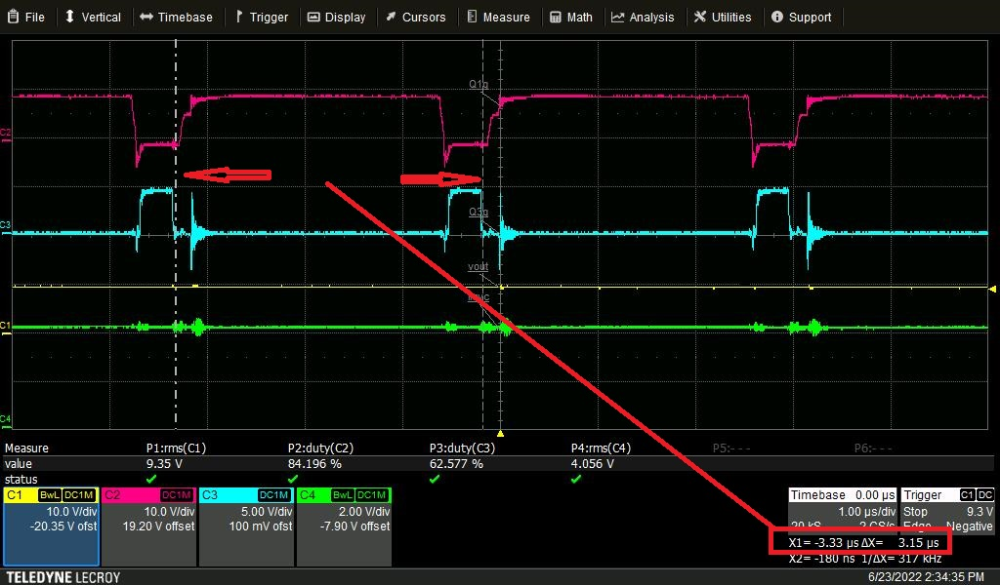 File Vertical Timebase Trigger Display Cursors Measure Math Analysis Utilities Support
Q1g
C2
Q3g
C3
vout
C1
C4
Measure P1:rms(C1) P2:duty(C2) P3:duty(C3) P4:rms(C4) P5:--- P6:---
value 9.35 V 84.196 % 62.577 % 4.056 V
status
C1 BwL DC1M C2 DC1M C3 DC1M C4 BwL DC1M Timebase 0.00 µs Trigger C1 DC
10.0 V/div 10.0 V/div 5.00 V/div 2.00 V/div 1.00 µs/div Stop 9.3 V
-20.35 V ofst 19.20 V offset 100 mV ofst -7.90 V offset 20 kS 2 GS/s Edge Negative
X1= -3.33 µs ΔX= 3.15 µs
X2= -180 ns 1/ΔX= 317 kHz
TELEDYNE LECROY 6/23/2022 2:34:35 PM